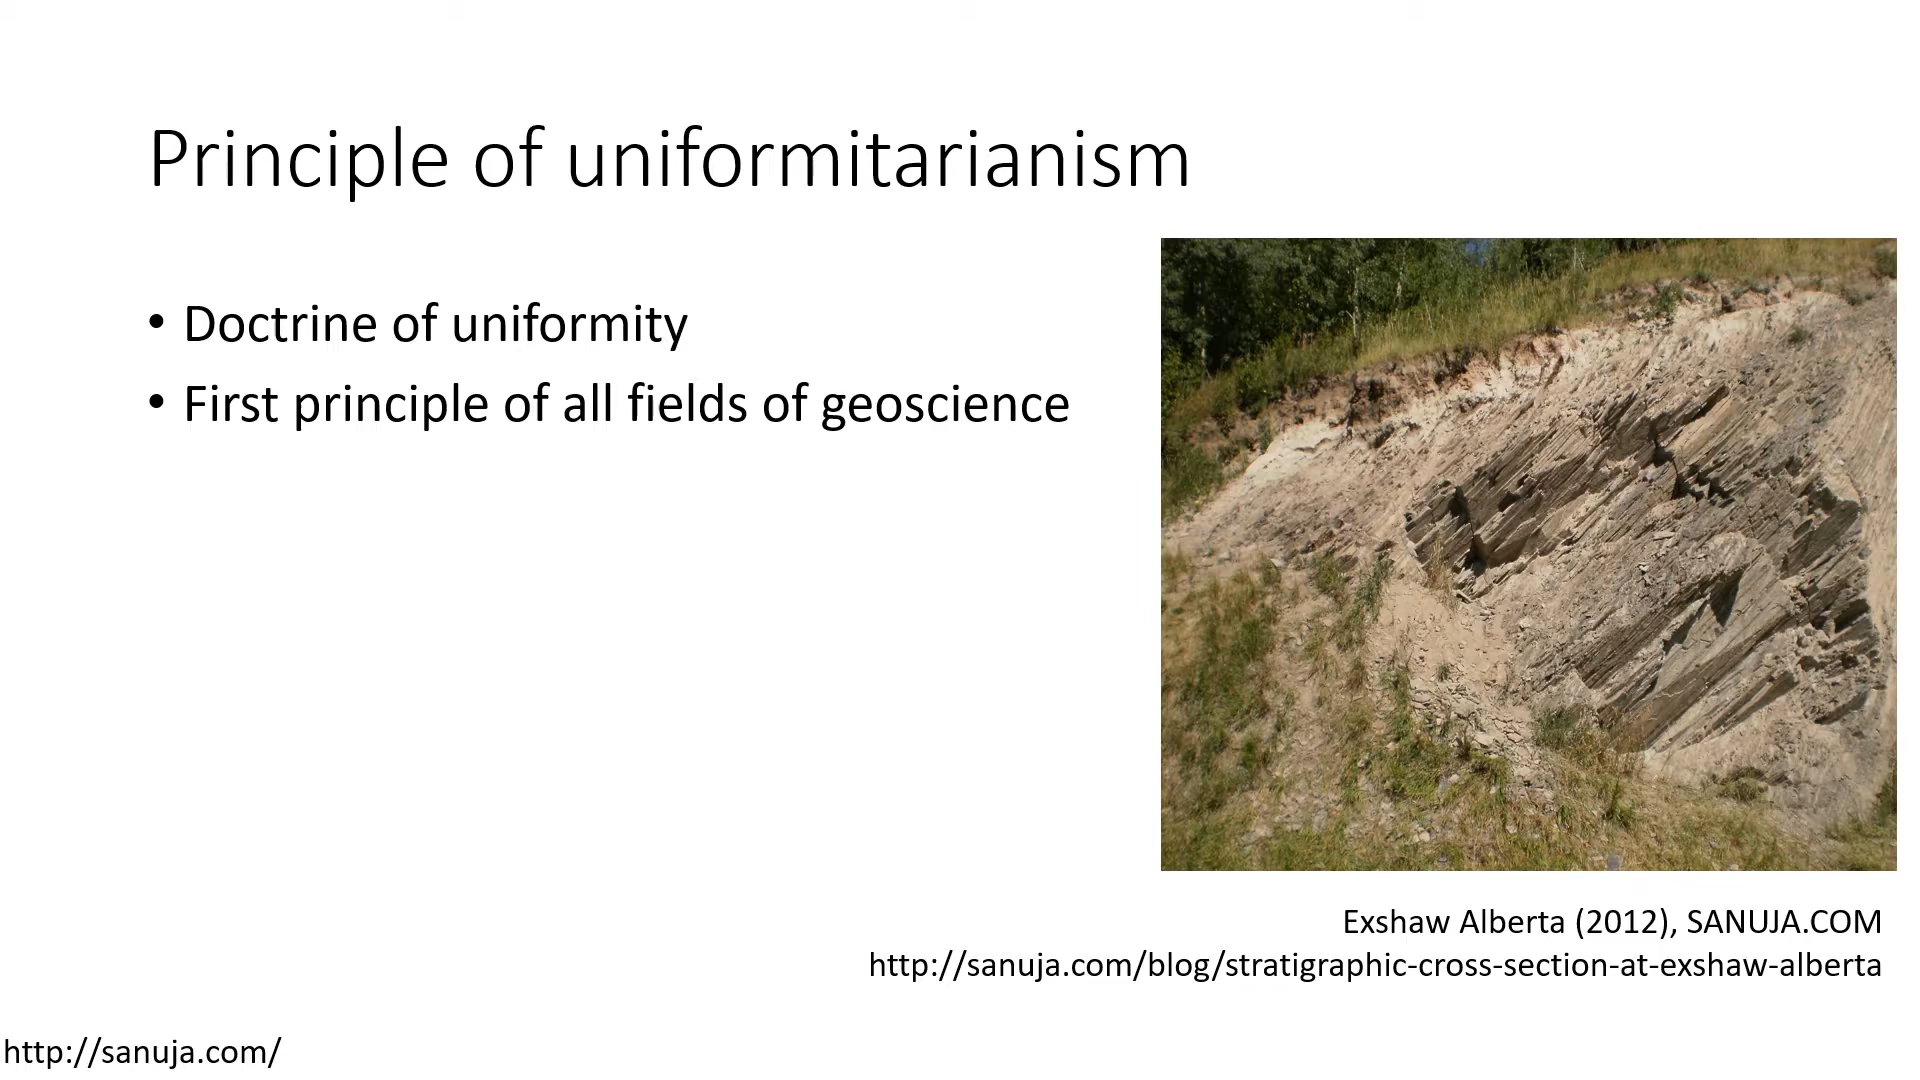 Principle of uniformitarianism
• Doctrine of uniformity
• First principle of all fields of geoscience
Exshaw Alberta (2012), SANUJA.COM
http://sanuja.com/blog/stratigraphic-cross-section-at-exshaw-alberta
http://sanuja.com/